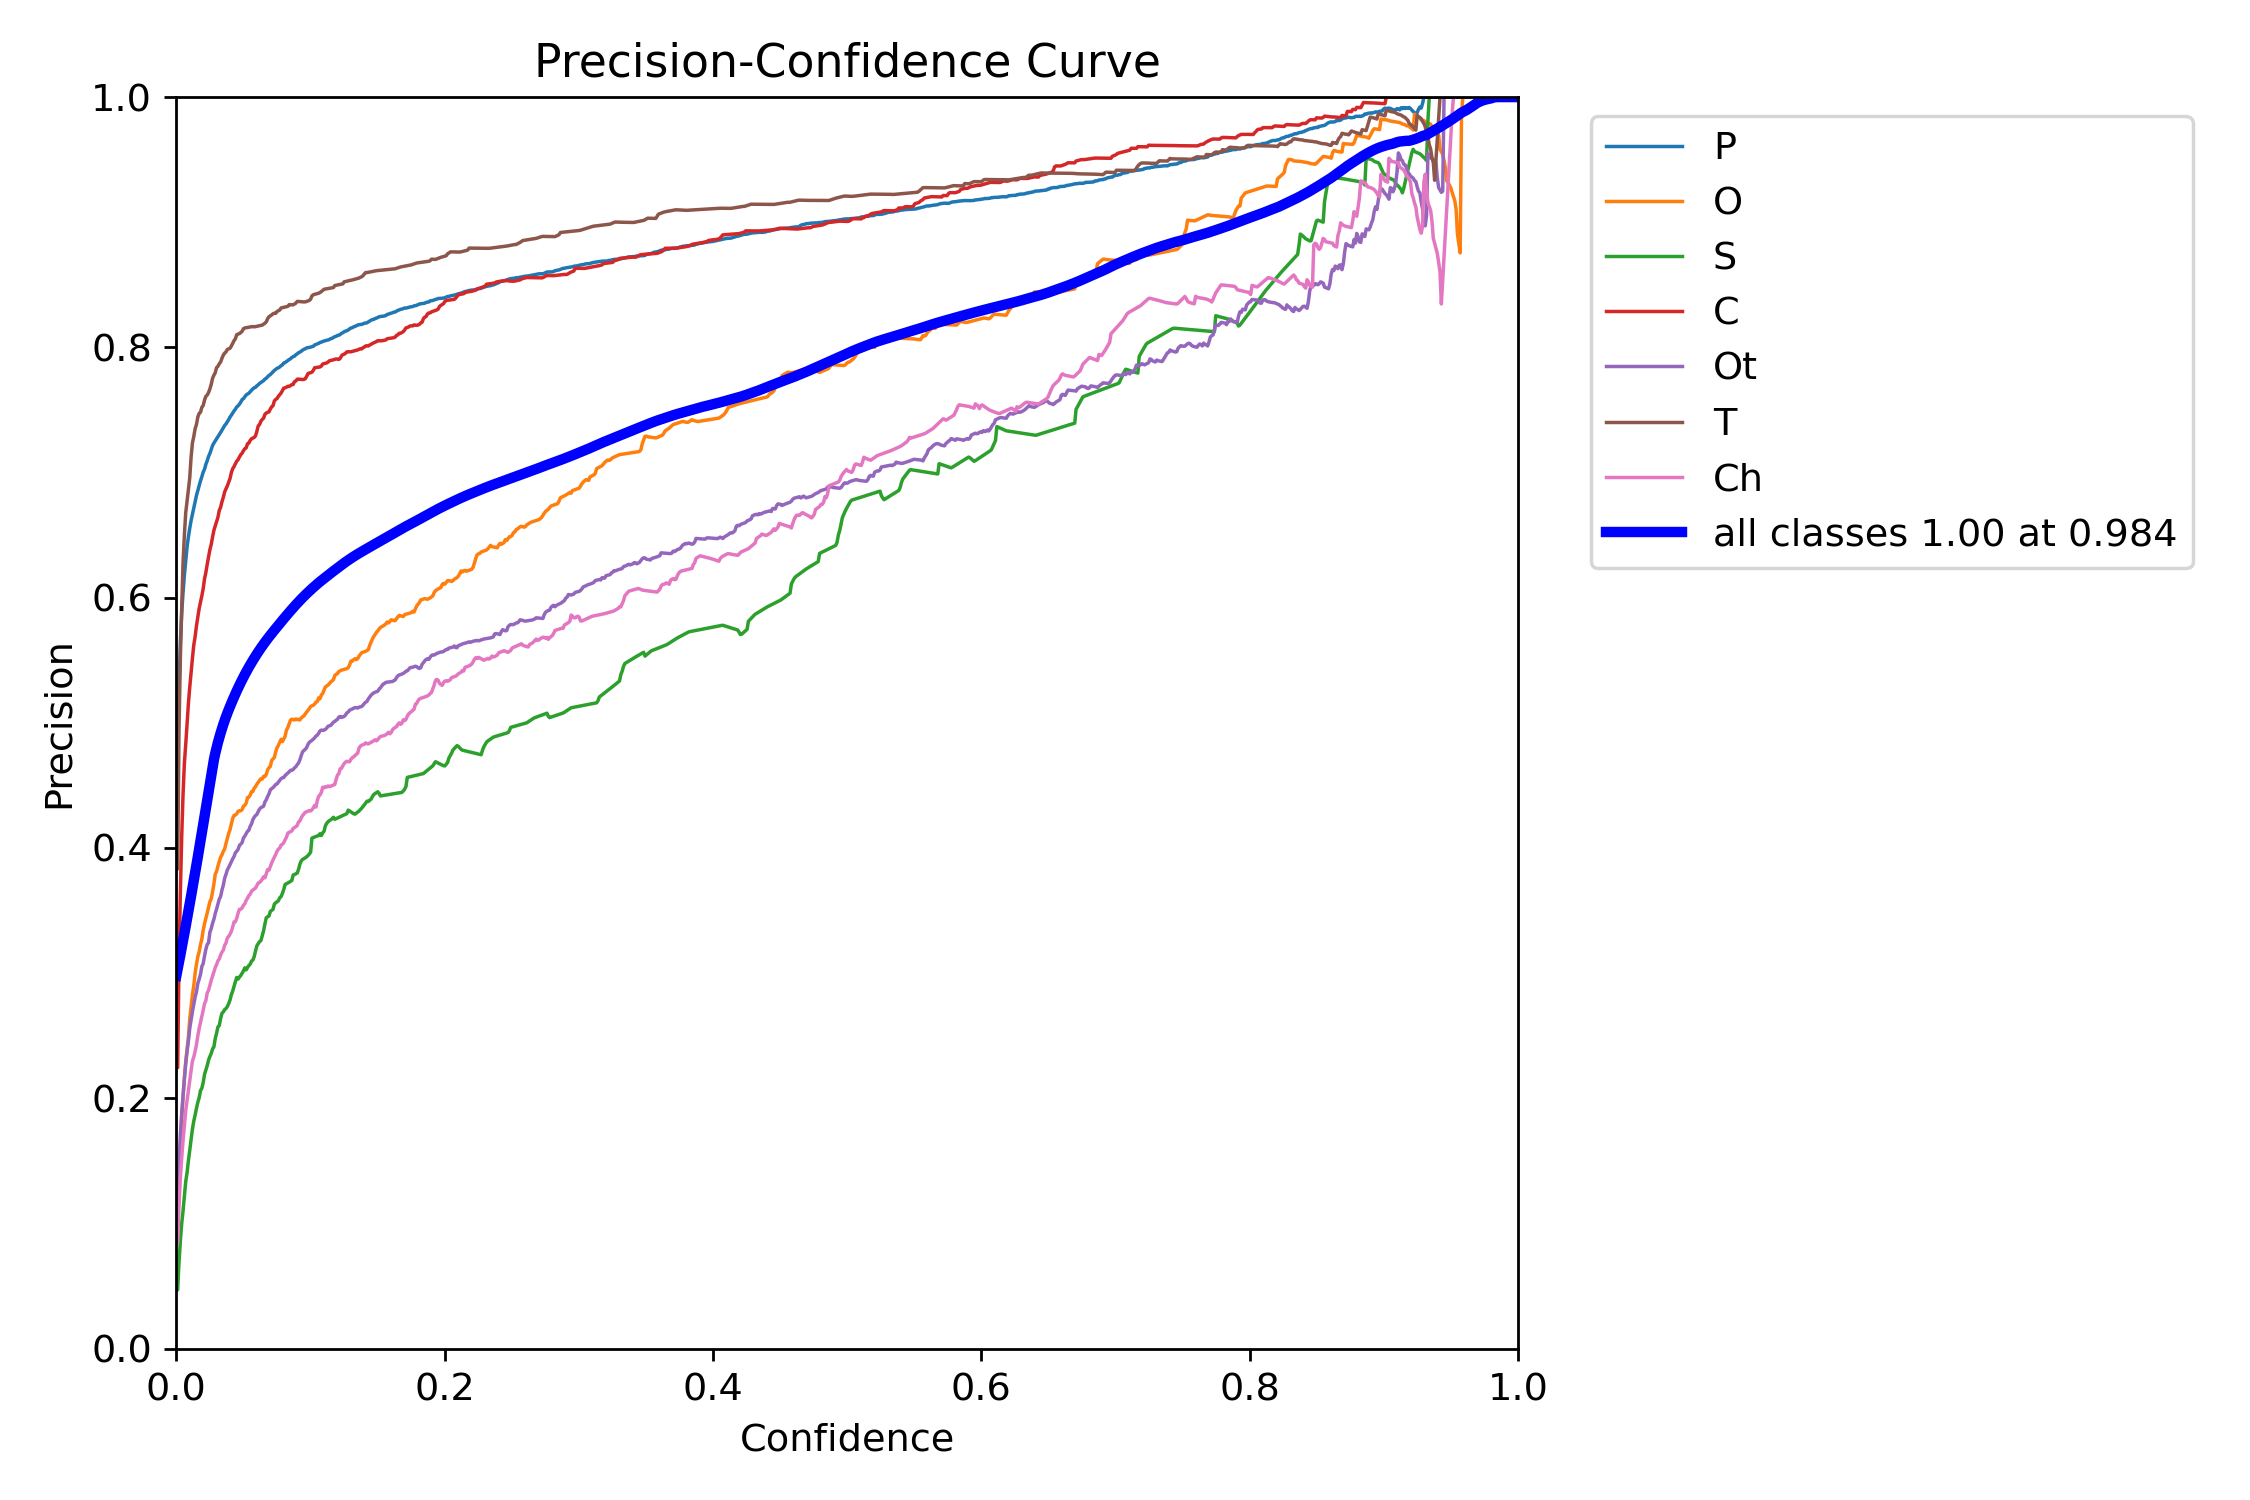 Precision-Confidence Curve
1.0
0.8
0.6
0.4
0.2
0.0
Precision
0.0 0.2 0.4 0.6 0.8 1.0
Confidence
P
O
S
C
Ot
T
Ch
all classes 1.00 at 0.984